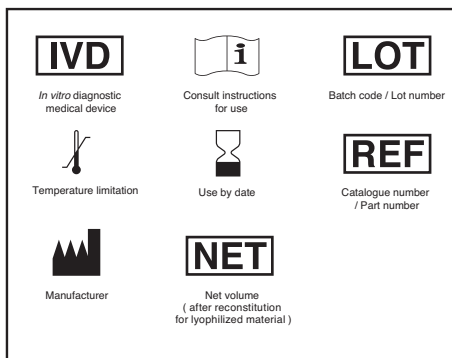 IVD
In vitro diagnostic
medical device
i
Consult instructions
for use
LOT
Batch code / Lot number
Temperature limitation
Use by date
REF
Catalogue number
/ Part number
Manufacturer
NET
Net volume
( after reconstitution
for lyophilized material )